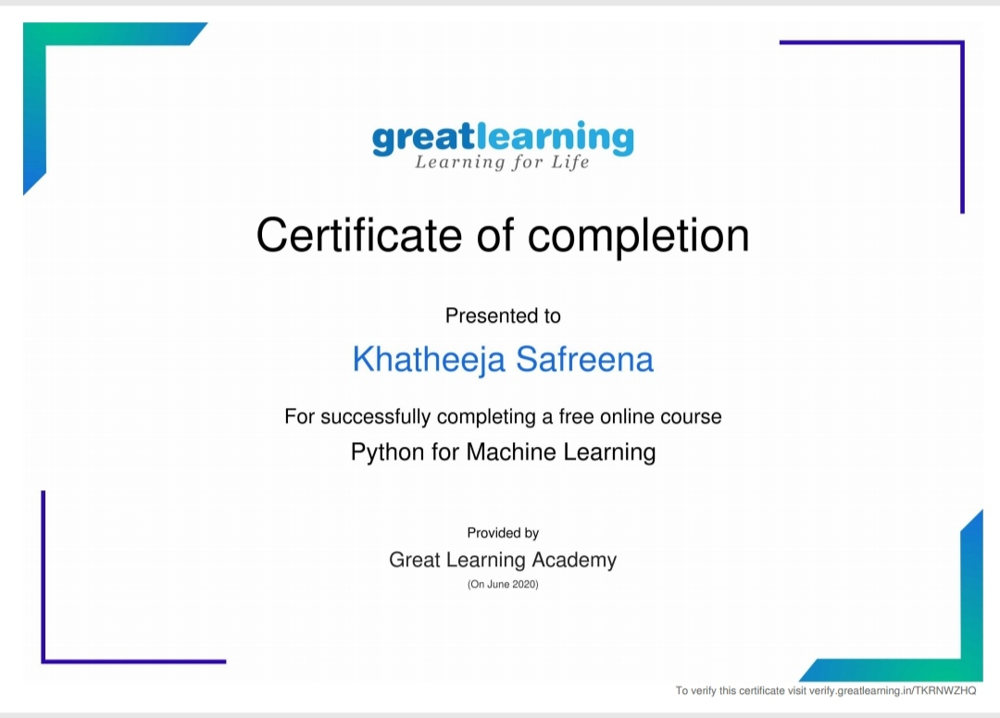 greatlearning
Learning for Life
Certificate of completion
Presented to
Khatheeja Safreena
For successfully completing a free online course
Python for Machine Learning
Provided by
Great Learning Academy
(On June 2020)
To verify this certificate visit verify.greatlearning.in/TKRNWZHQ